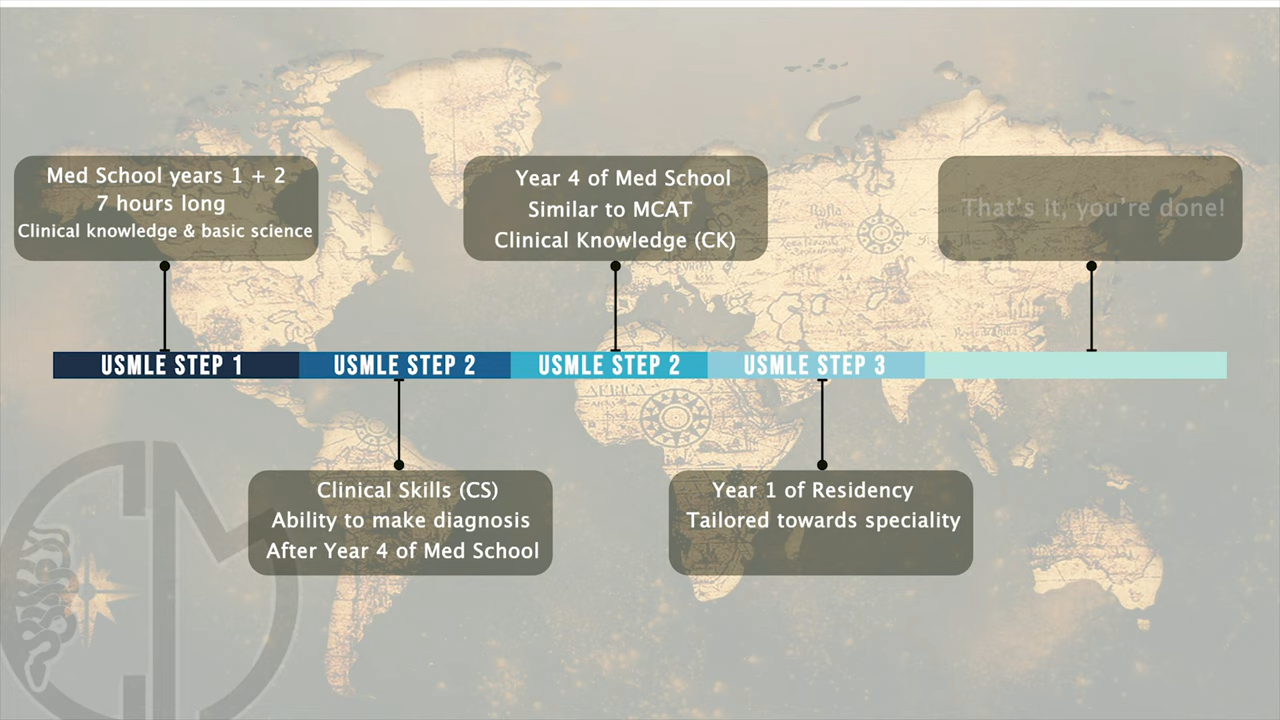 Med School years 1 + 2
7 hours long
Clinical knowledge & basic science
Year 4 of Med School
Similar to MCAT
Clinical Knowledge (CK)
That's it, you're done!
USMLE STEP 1
USMLE STEP 2
USMLE STEP 2
USMLE STEP 3
AFRICA
Clinical Skills (CS)
Ability to make diagnosis
After Year 4 of Med School
Year 1 of Residency
Tailored towards speciality